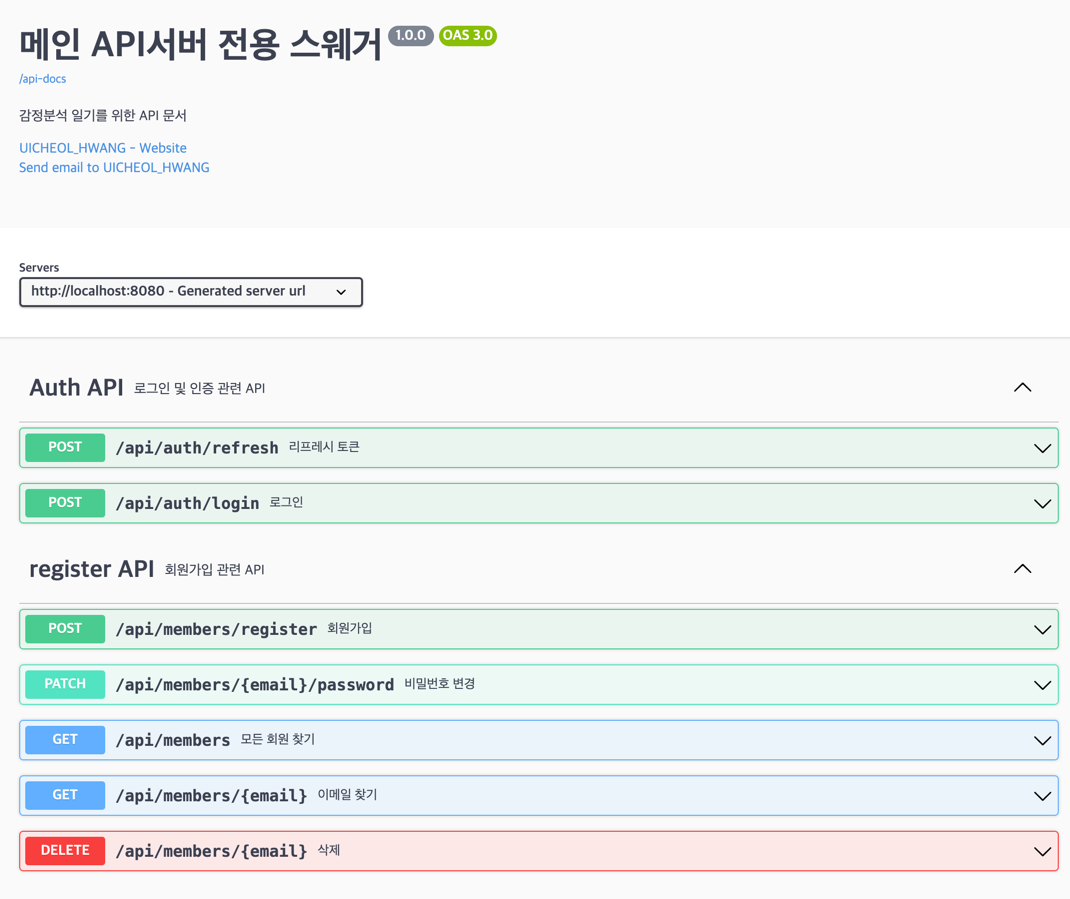 메인 API서버 전용 스웨거 1.0.0 OAS 3.0
/api-docs
감정분석 일기를 위한 API 문서
UICHEOL_HWANG - Website
Send email to UICHEOL_HWANG
Servers
http://localhost:8080 - Generated server url
Auth API 로그인 및 인증 관련 API
POST /api/auth/refresh 리프레시 토큰
POST /api/auth/login 로그인
register API 회원가입 관련 API
POST /api/members/register 회원가입
PATCH /api/members/{email}/password 비밀번호 변경
GET /api/members 모든 회원 찾기
GET /api/members/{email} 이메일 찾기
DELETE /api/members/{email} 삭제